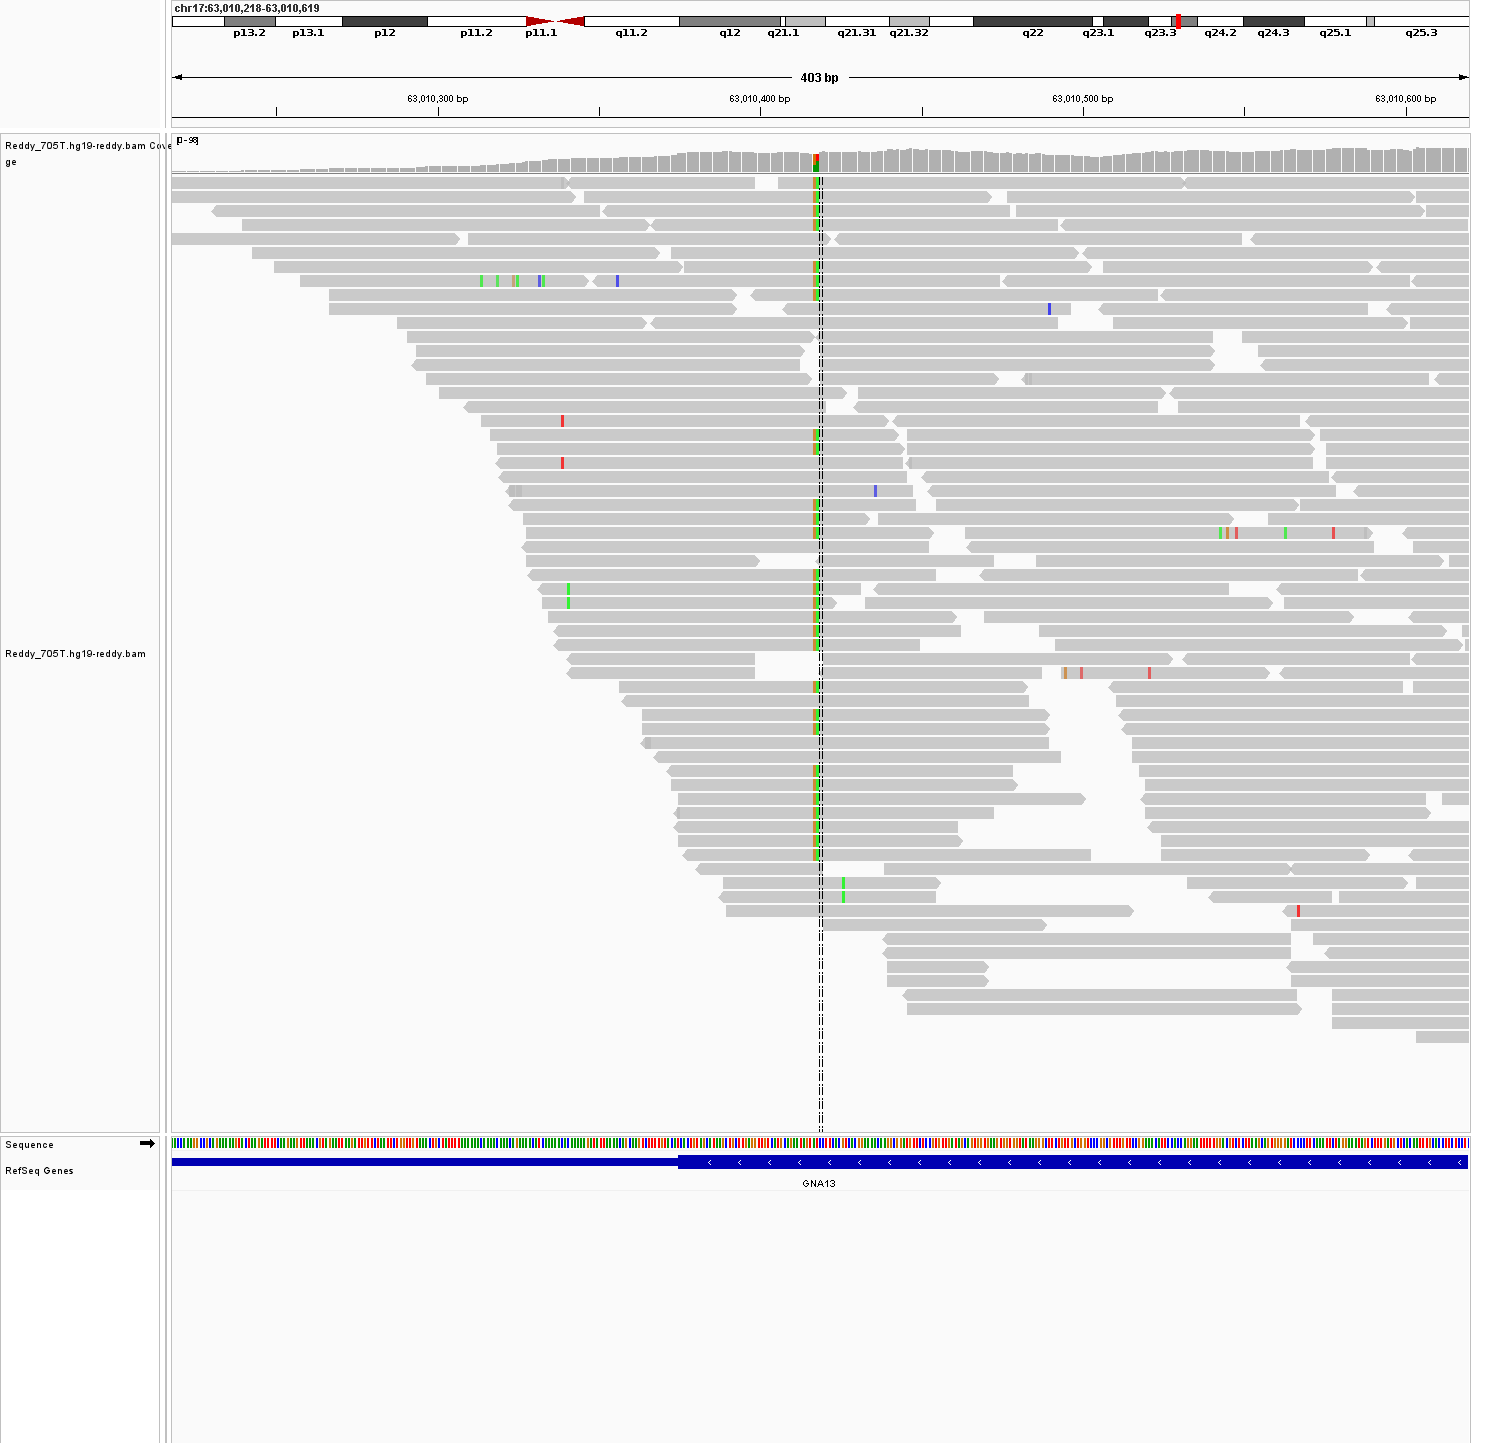 chr17:63,010,218-63,010,619
p13.2 p13.1 p12 p11.2 p11.1 q11.2 q12 q21.1 q21.31 q21.32 q22 q23.1 q23.3 q24.2 q24.3 q25.1 q25.3
403 bp
63,010,300 bp 63,010,400 bp 63,010,500 bp 63,010,600 bp
[0 - 98]
Reddy_705T.hg19-reddy.bam Cove
ge
Reddy_705T.hg19-reddy.bam
Sequence
RefSeq Genes
GNA13